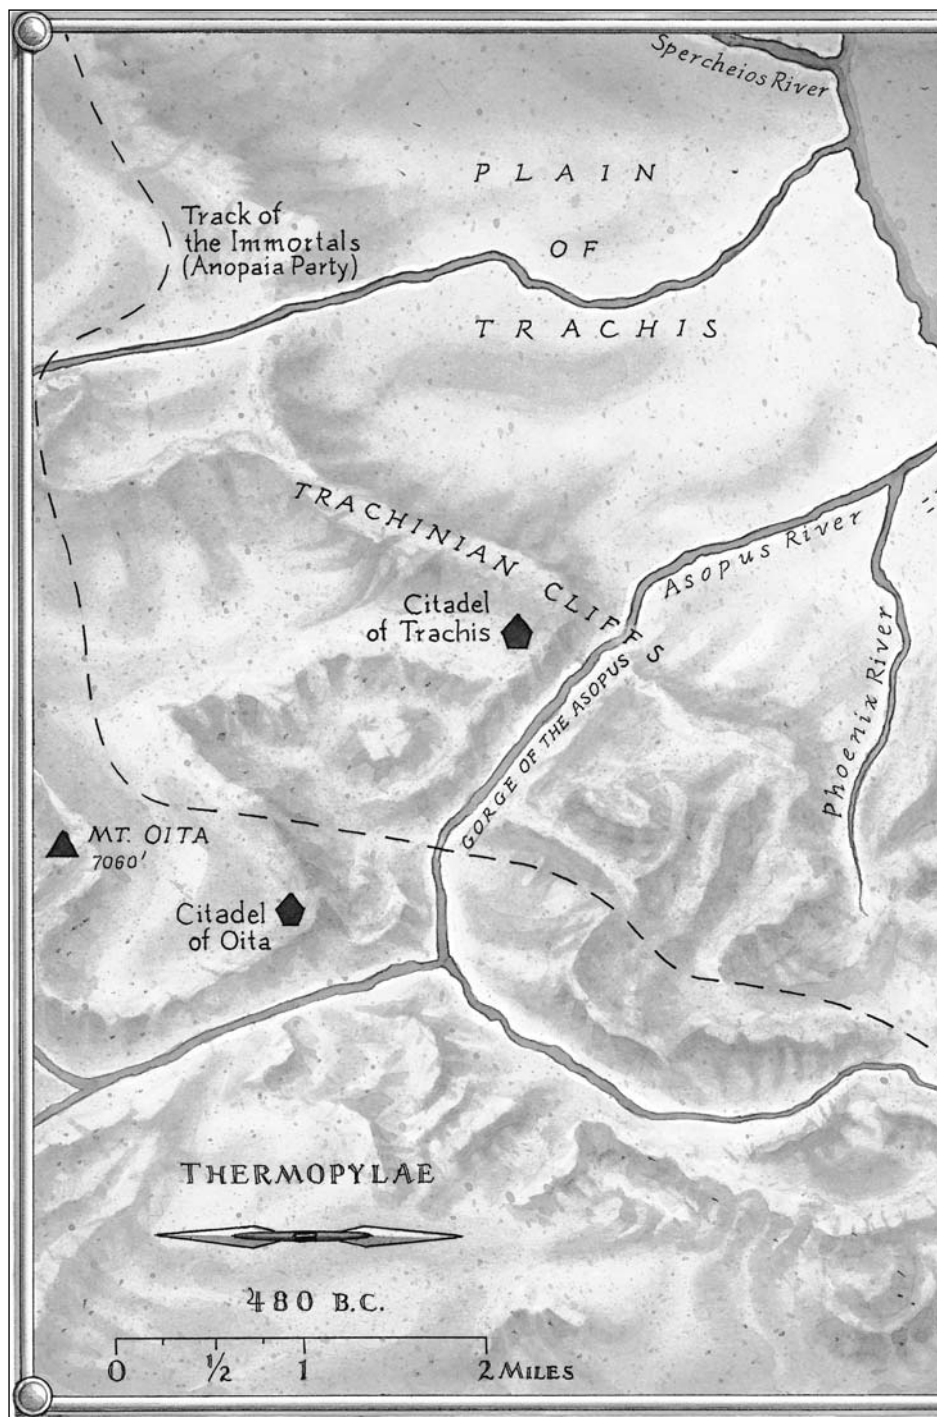 Spercheios River
PLAIN
OF
TRACHIS
Track of
the Immortals
(Anopaia Party)
TRACHINIAN CLIFFS
Asopus River
Citadel
of Trachis
GORGE OF THE ASOPUS
Phoenix River
MT. OITA
7060'
Citadel
of Oita
THERMOPYLAE
480 B.C.
0 ½ 1 2 MILES